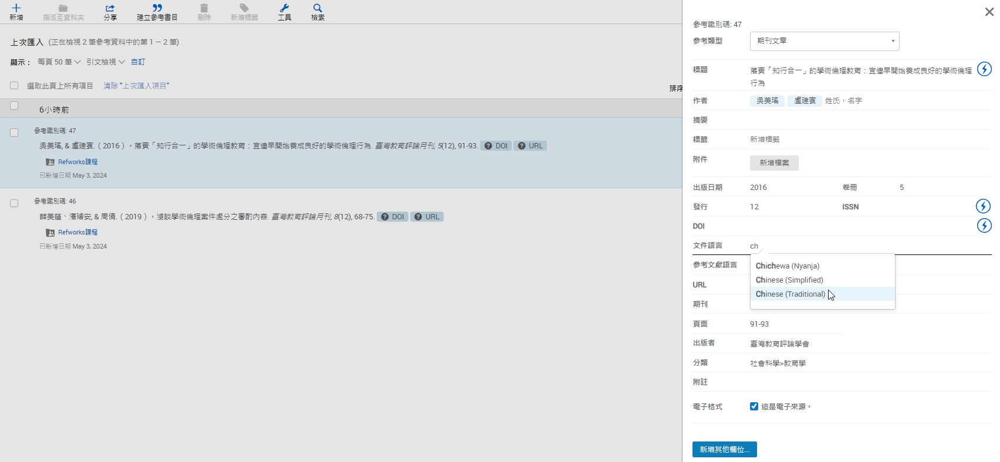 新增
指派至資料夾
分享
建立參考書目
刪除
新增標籤
工具
檢索
上次匯入 (正在檢視 2 筆參考資料中的第 1 – 2 筆)
顯示： 每頁 50 筆 引文檢視 自訂
選取此頁上所有項目 清除 "上次匯入項目"
排序
6小時前
參考識別碼: 47
吳美瑤, & 盧建賓.（2016）。落實「知行合一」的學術倫理教育：宜儘早開始養成良好的學術倫理行為. 臺灣教育評論月刊, 5(12), 91-93. DOI URL
Refworks課程
已新增日期 May 3, 2024
參考識別碼: 46
薛美蓮、潘璿安, & 周倩.（2019）。淺談學術倫理案件處分之審酌內容. 臺灣教育評論月刊, 8(12), 68-75. DOI URL
Refworks課程
已新增日期 May 3, 2024
參考識別碼: 47
參考類型 期刊文章
標題 落實「知行合一」的學術倫理教育：宜儘早開始養成良好的學術倫理
行為
作者 吳美瑤 盧建賓 姓氏，名字
摘要
標籤 新增標籤
附件 新增檔案
出版日期 2016 卷冊 5
發行 12 ISSN
DOI
文件語言 ch
參考文獻語言
Chichewa (Nyanja)
Chinese (Simplified)
Chinese (Traditional)
URL
期刊
頁面 91-93
出版者 臺灣教育評論學會
分類 社會科學>教育學
附註
電子格式 這是電子來源。
新增其他欄位...